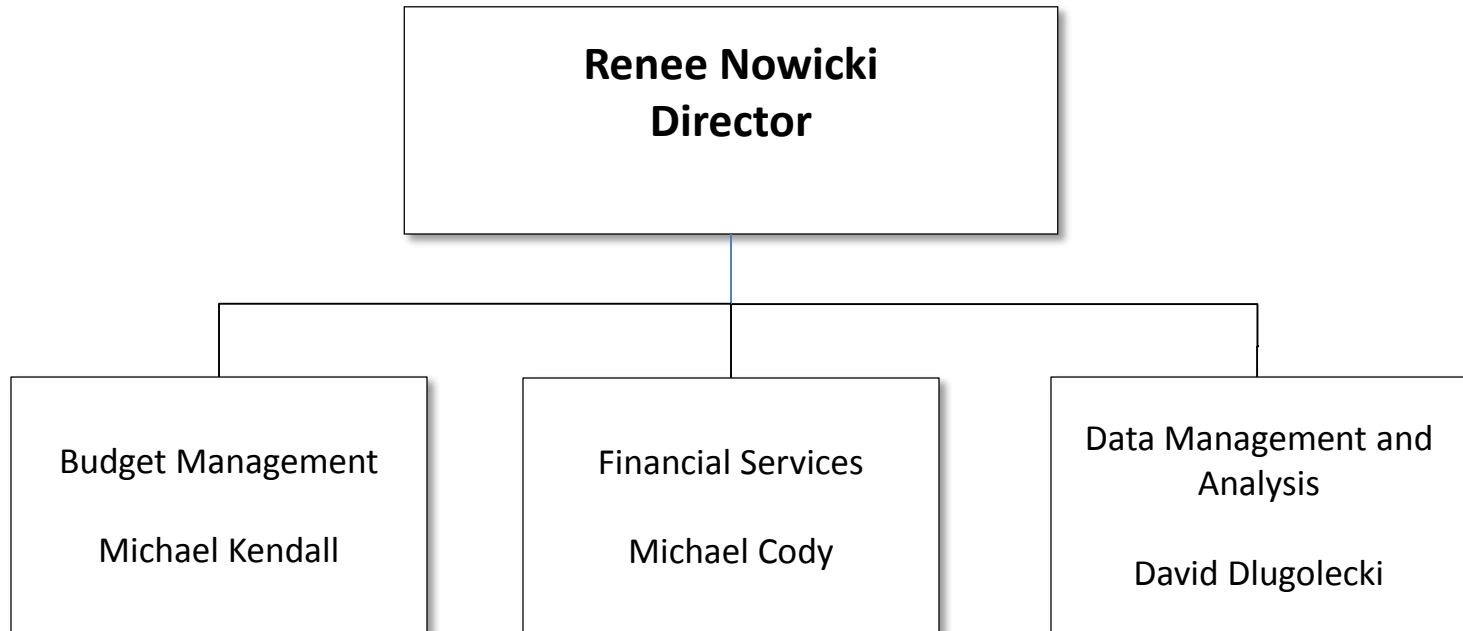 Renee Nowicki
Director
Budget Management
Michael Kendall
Financial Services
Michael Cody
Data Management and
Analysis
David Dlugolecki